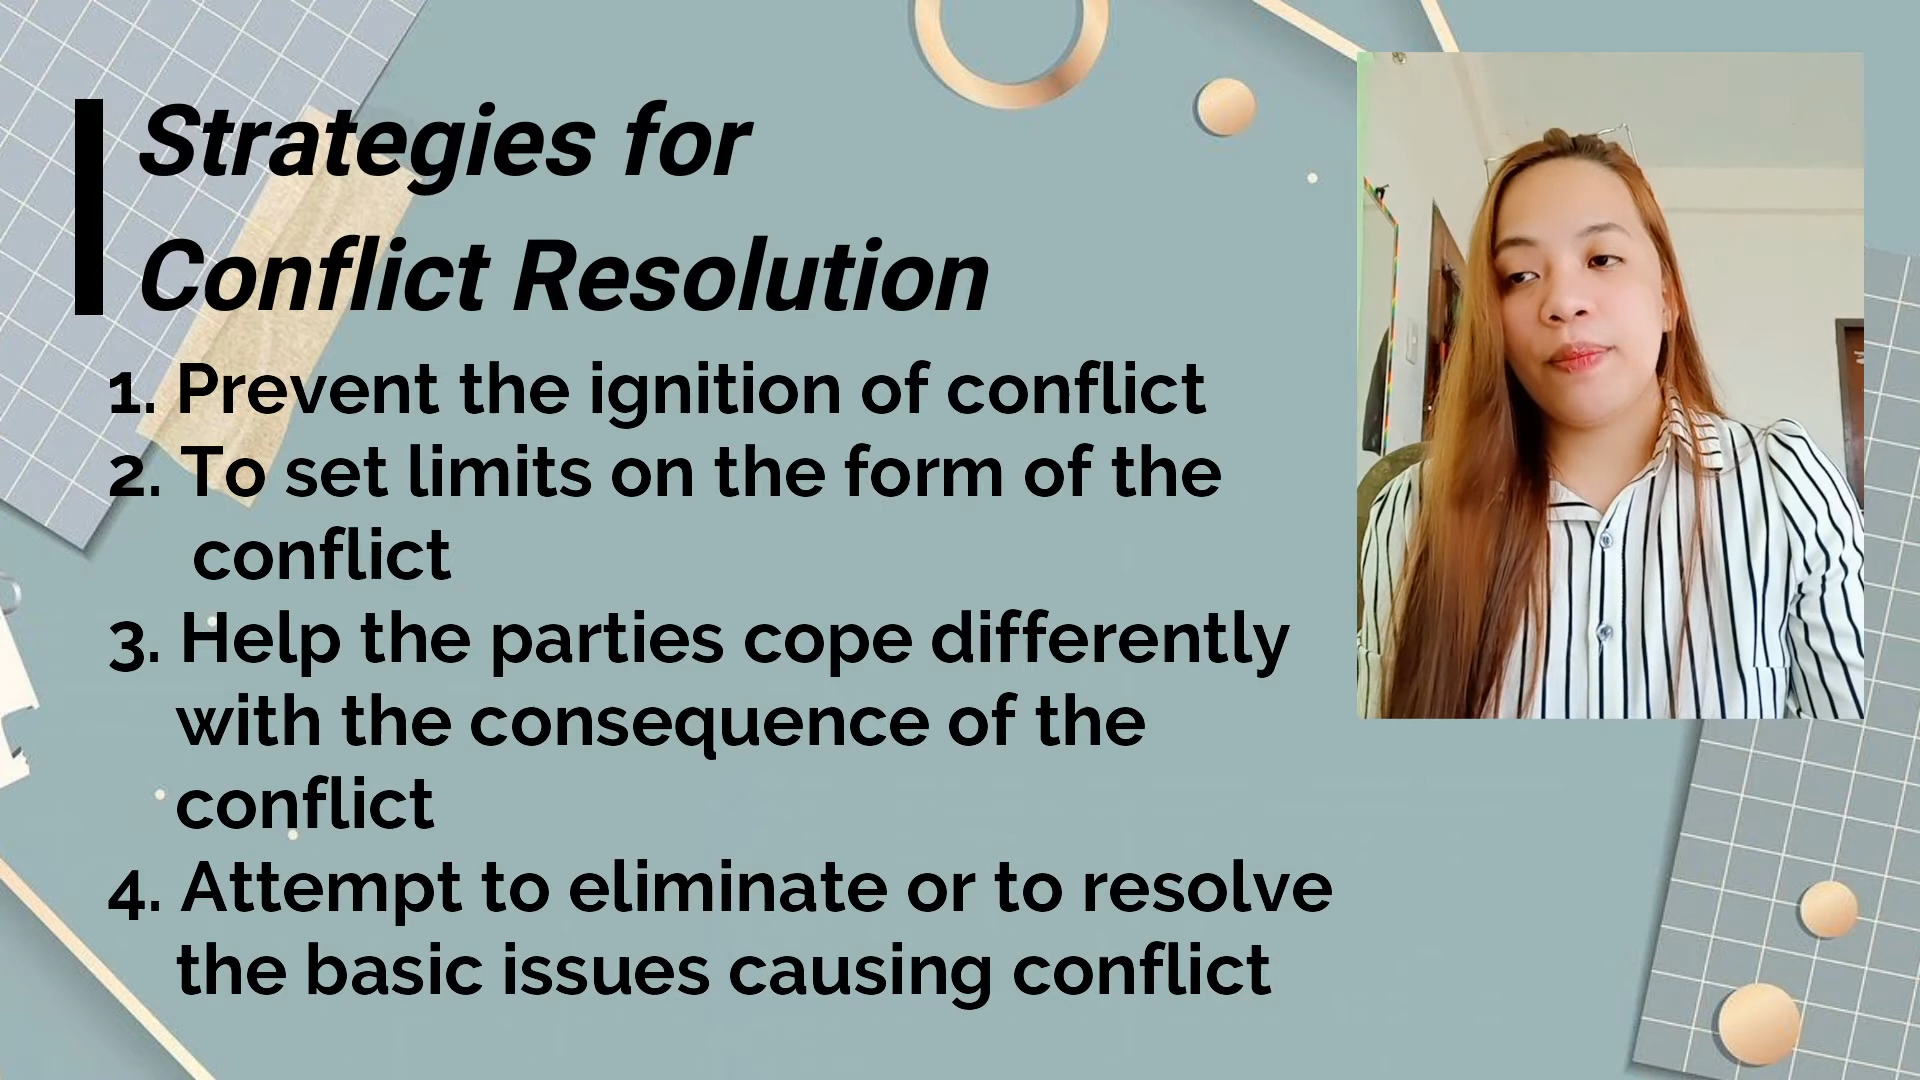 Strategies for
Conflict Resolution
1. Prevent the ignition of conflict
2. To set limits on the form of the
conflict
3. Help the parties cope differently
with the consequence of the
conflict
4. Attempt to eliminate or to resolve
the basic issues causing conflict